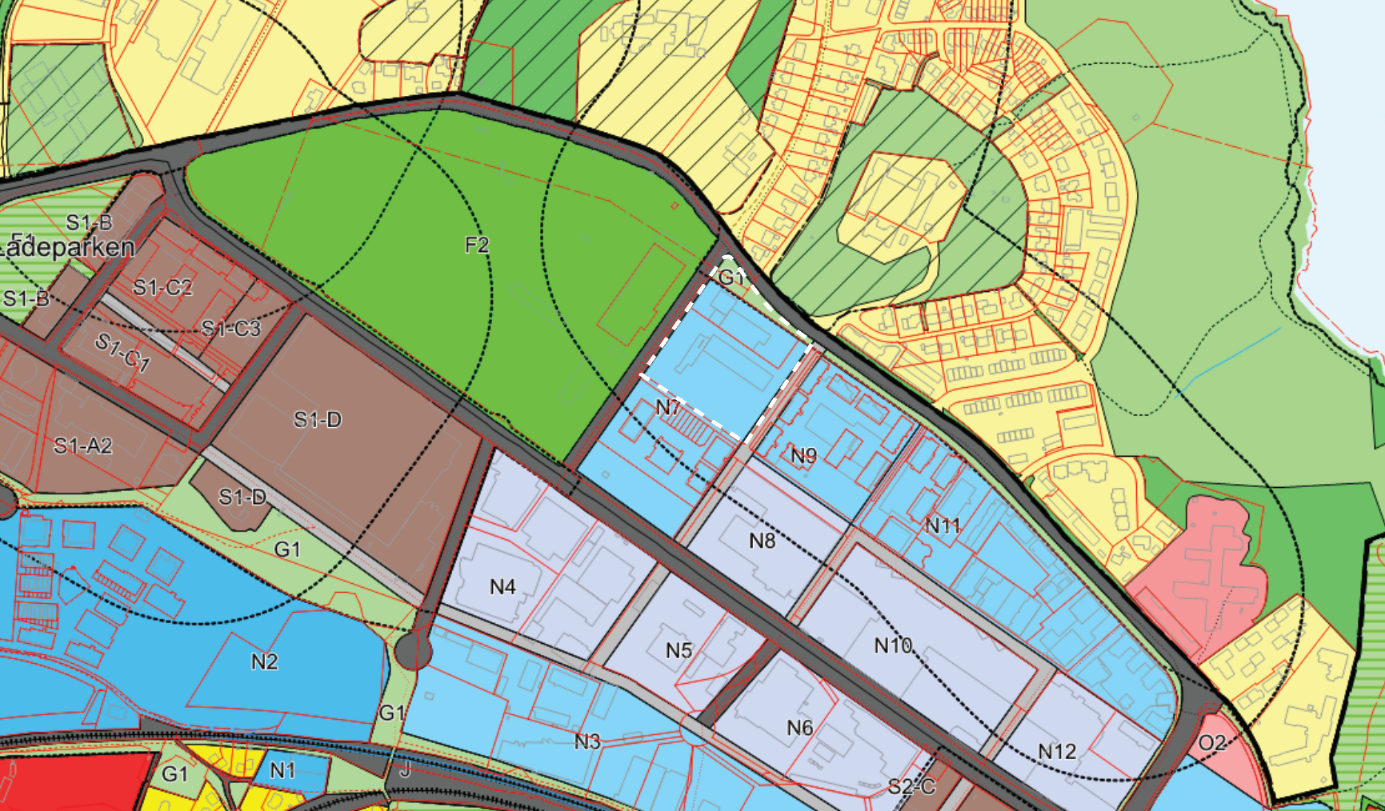 S1-B
F1
Ladeparken
F2
G1
S1-C2
S1-B
S1-C3
S1-C1
N7
S1-D
S1-A2
N9
S1-D
N11
N8
G1
N4
N10
N5
N2
G1
N6
N3
O2
N12
G1
N1
J
S2-C